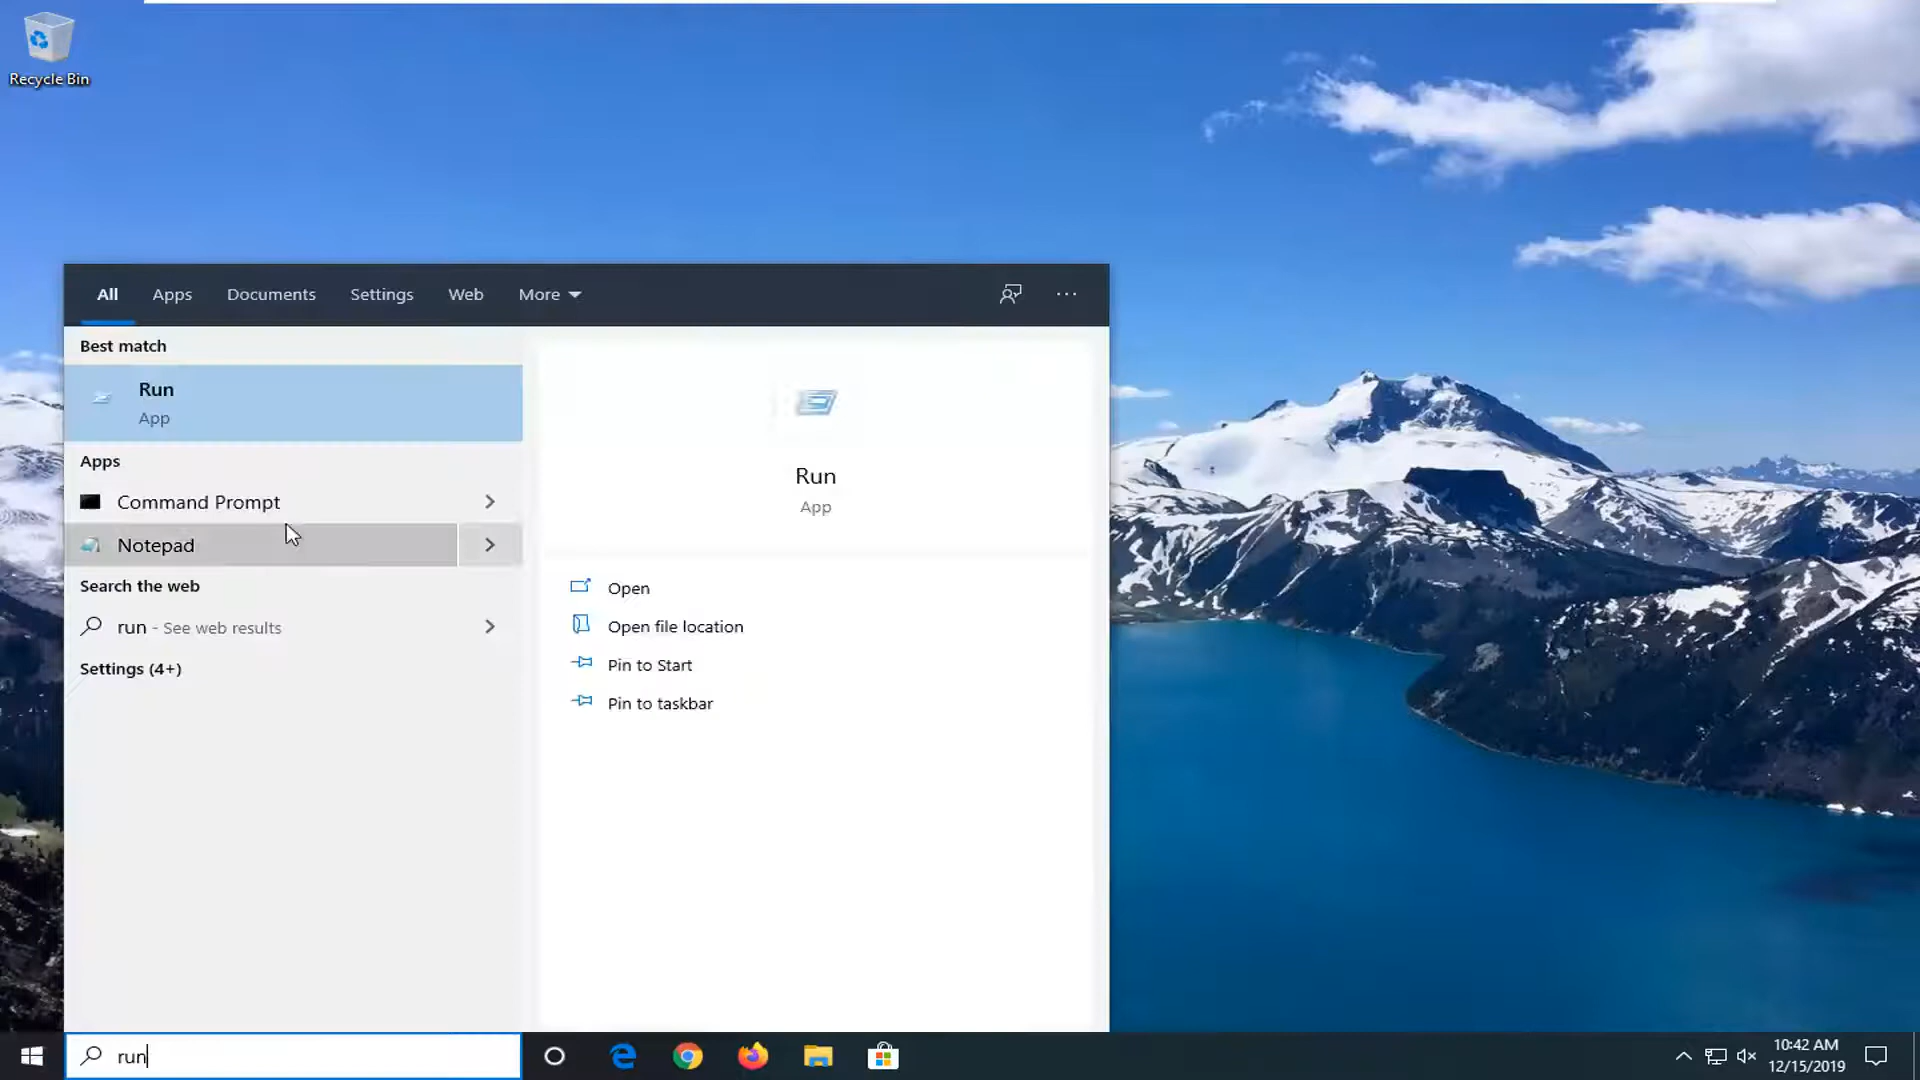 Recycle Bin
All Apps Documents Settings Web More
Best match
Run
App
Apps
Command Prompt
Notepad
Search the web
run - See web results
Settings (4+)
Run
App
Open
Open file location
Pin to Start
Pin to taskbar
run
10:42 AM
12/15/2019